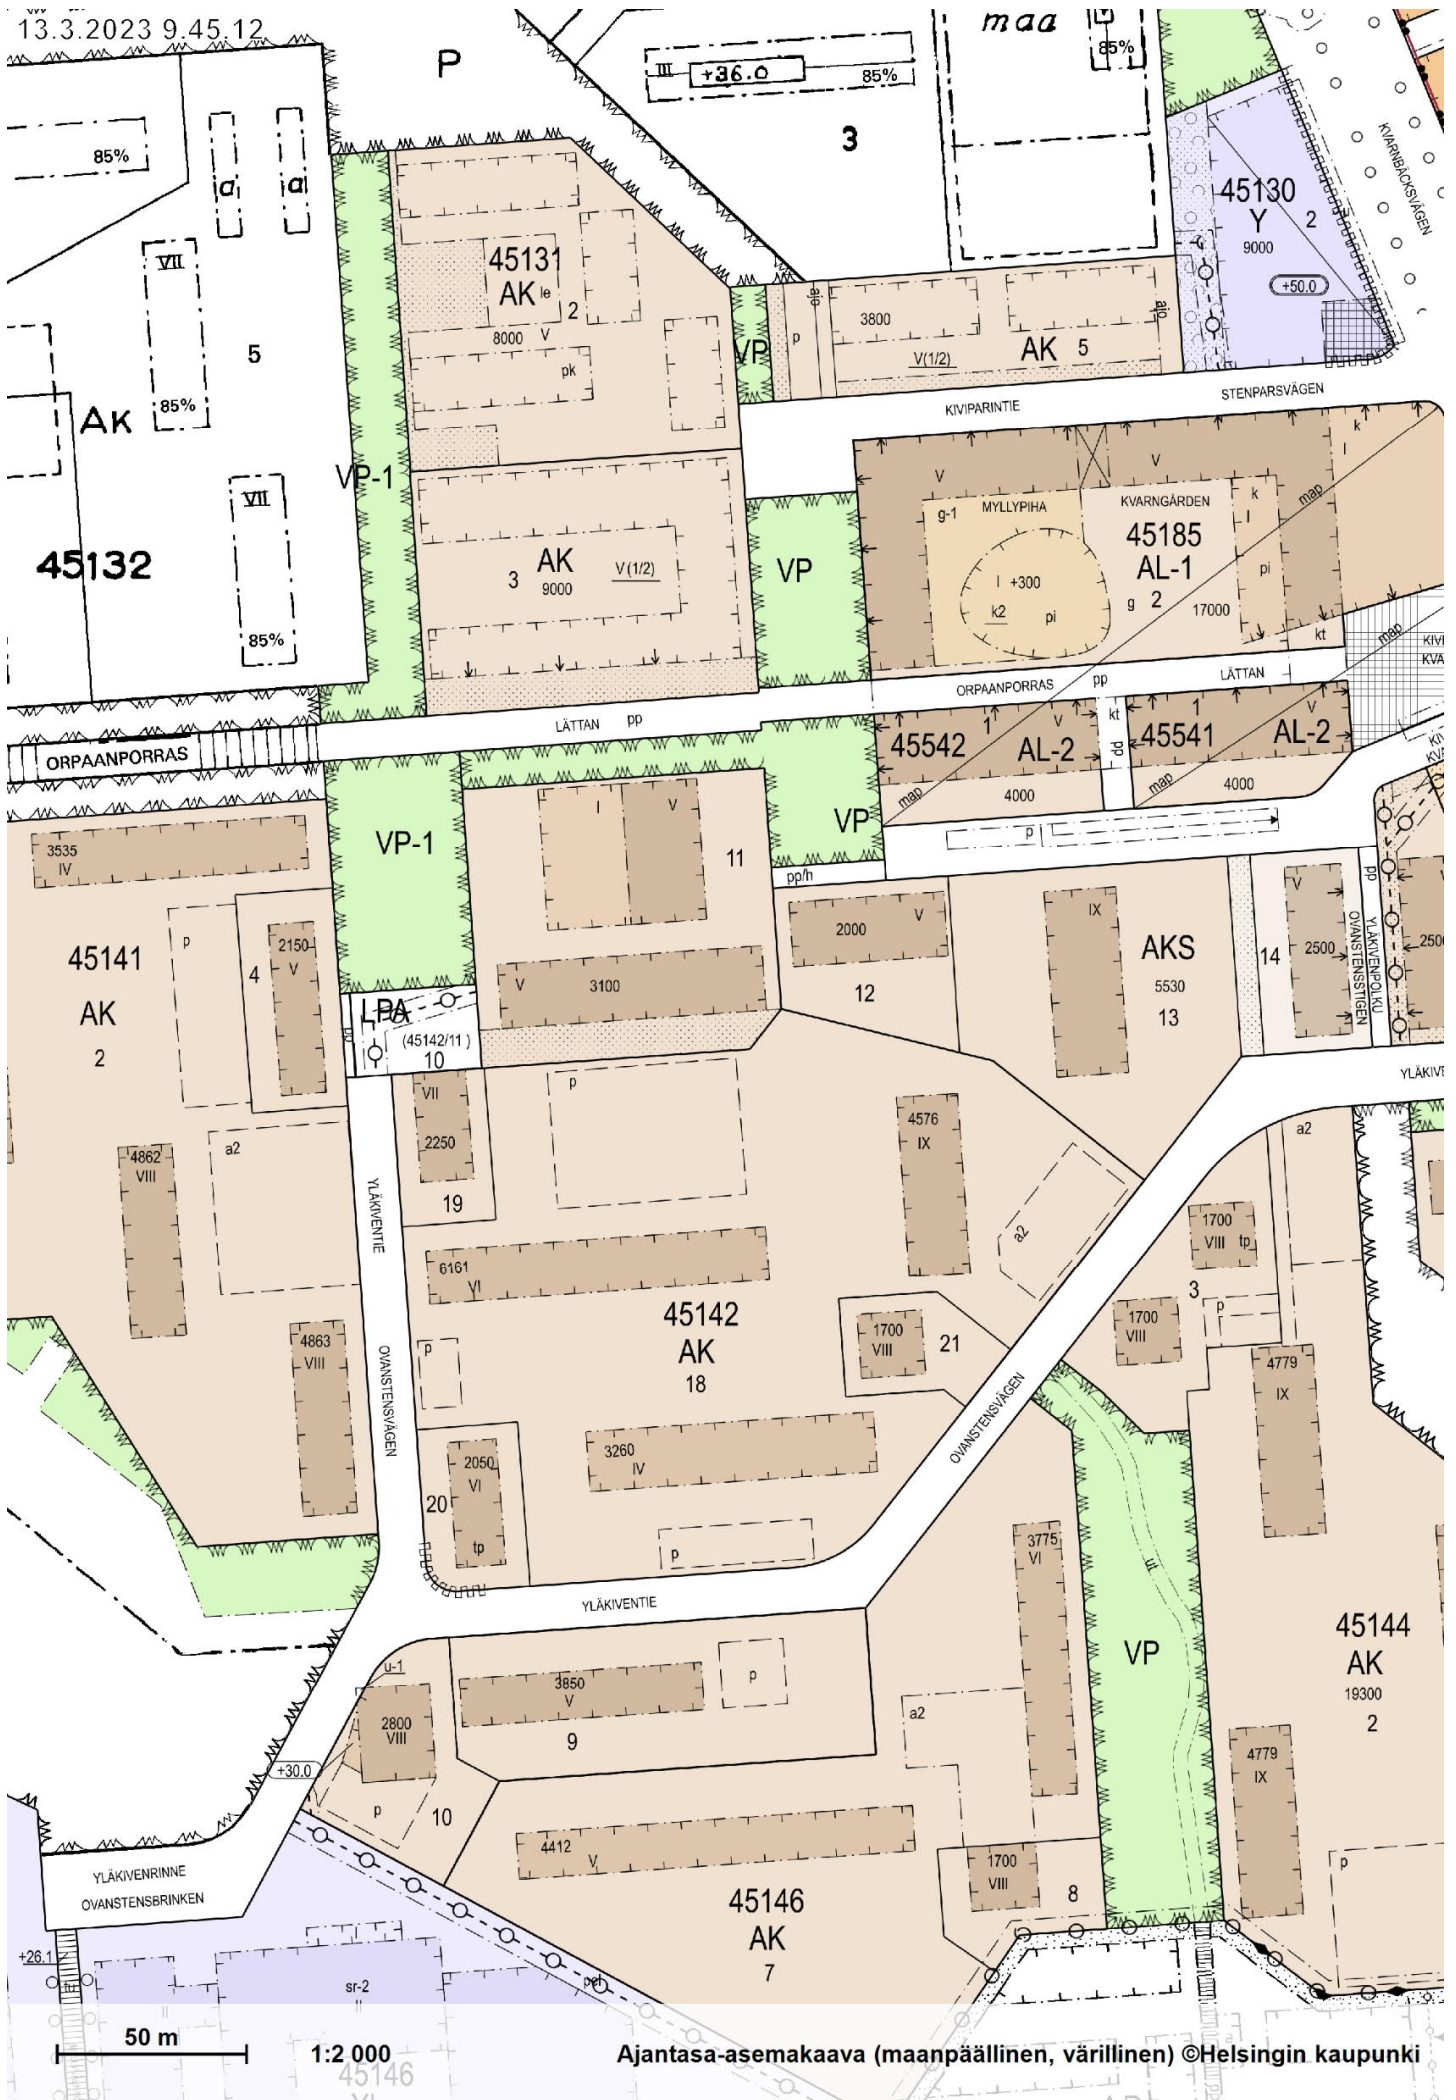 13.3.2023 9.45.12
P
maa
85%
III
+36.0
85%
3
85%
a
a
VII
5
85%
AK
VII
45132
85%
45131
AK le
2
8000 V
pk
VP-1
VP
p
ajo
3800
V(1/2)
AK 5
ajo
45130
Y 2
9000
+50.0
KVARNBÄCKSVÄGEN
KIVIPARINTIE
STENPARSVÄGEN
AK
3
9000
V(1/2)
VP
V
V
k
I
g-1
MYLLYPIHA
KVARNGÅRDEN
k
I
map
45185
AL-1
g 2
17000
I +300
k2
pi
pi
kt
map
ORPAANPORRAS
LÄTTAN pp
ORPAANPORRAS pp LÄTTAN
45542
1
V
AL-2
kt
pp
45541
1
V
AL-2
map
4000
map
4000
VP
p
pp/h
VP-1
3535
IV
I
V
11
45141
AK
2
p
4
2150
V
V
3100
2000
V
12
IX
AKS
5530
13
V
14
2500
pp
YLÄKIVENPOLKU
OVANSTENSSTIGEN
LPA
pp
(45142/11)
10
VII
2250
19
p
4576
IX
a2
a2
4862
VIII
a2
YLÄKIVENTIE
1700
VIII tp
3
p
6161
VI
1700
VIII
4863
VIII
45142
AK
18
1700
VIII
21
4779
IX
p
OVANSTENSVÄGEN
OVANSTENSVÄGEN
3260
IV
20
2050
VI
tp
p
3775
VI
ut
YLÄKIVENTIE
VP
45144
AK
19300
2
u-1
3850
V
p
9
2800
VIII
a2
+30.0
p
10
4779
IX
4412
V
1700
VIII
8
p
YLÄKIVENRINNE
OVANSTENSBRINKEN
45146
AK
7
+26.1
sr-2
II
II
pel
50 m
1:2 000
Ajantasa-asemakaava (maanpäällinen, värillinen) ©Helsingin kaupunki
45146